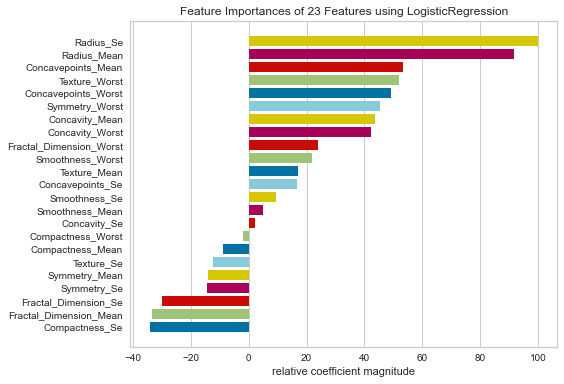 Feature Importances of 23 Features using LogisticRegression
Radius_Se
Radius_Mean
Concavepoints_Mean
Texture_Worst
Concavepoints_Worst
Symmetry_Worst
Concavity_Mean
Concavity_Worst
Fractal_Dimension_Worst
Smoothness_Worst
Texture_Mean
Concavepoints_Se
Smoothness_Se
Smoothness_Mean
Concavity_Se
Compactness_Worst
Compactness_Mean
Texture_Se
Symmetry_Mean
Symmetry_Se
Fractal_Dimension_Se
Fractal_Dimension_Mean
Compactness_Se
−40 −20 0 20 40 60 80 100
relative coefficient magnitude